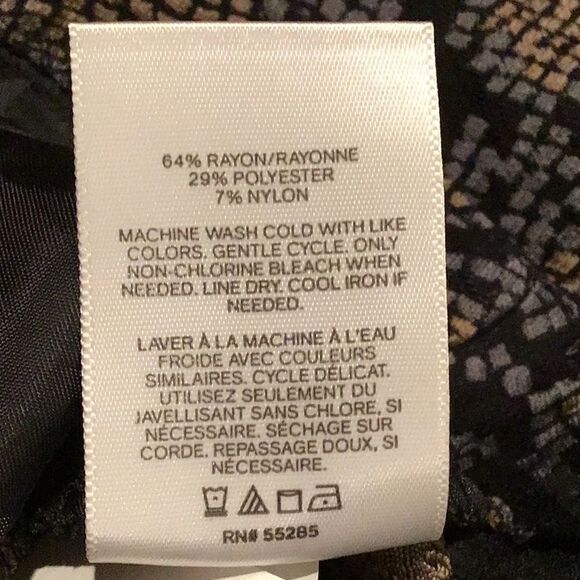 64% RAYON/RAYONNE
29% POLYESTER
7% NYLON
MACHINE WASH COLD WITH LIKE
COLORS. GENTLE CYCLE. ONLY
NON-CHLORINE BLEACH WHEN
NEEDED. LINE DRY. COOL IRON IF
NEEDED.
LAVER À LA MACHINE À L'EAU
FROIDE AVEC COULEURS
SIMILAIRES. CYCLE DÉLICAT.
UTILISEZ SEULEMENT DU
JAVELLISANT SANS CHLORE, SI
NÉCESSAIRE. SÉCHAGE SUR
CORDE. REPASSAGE DOUX, SI
NÉCESSAIRE.
RN# 55285